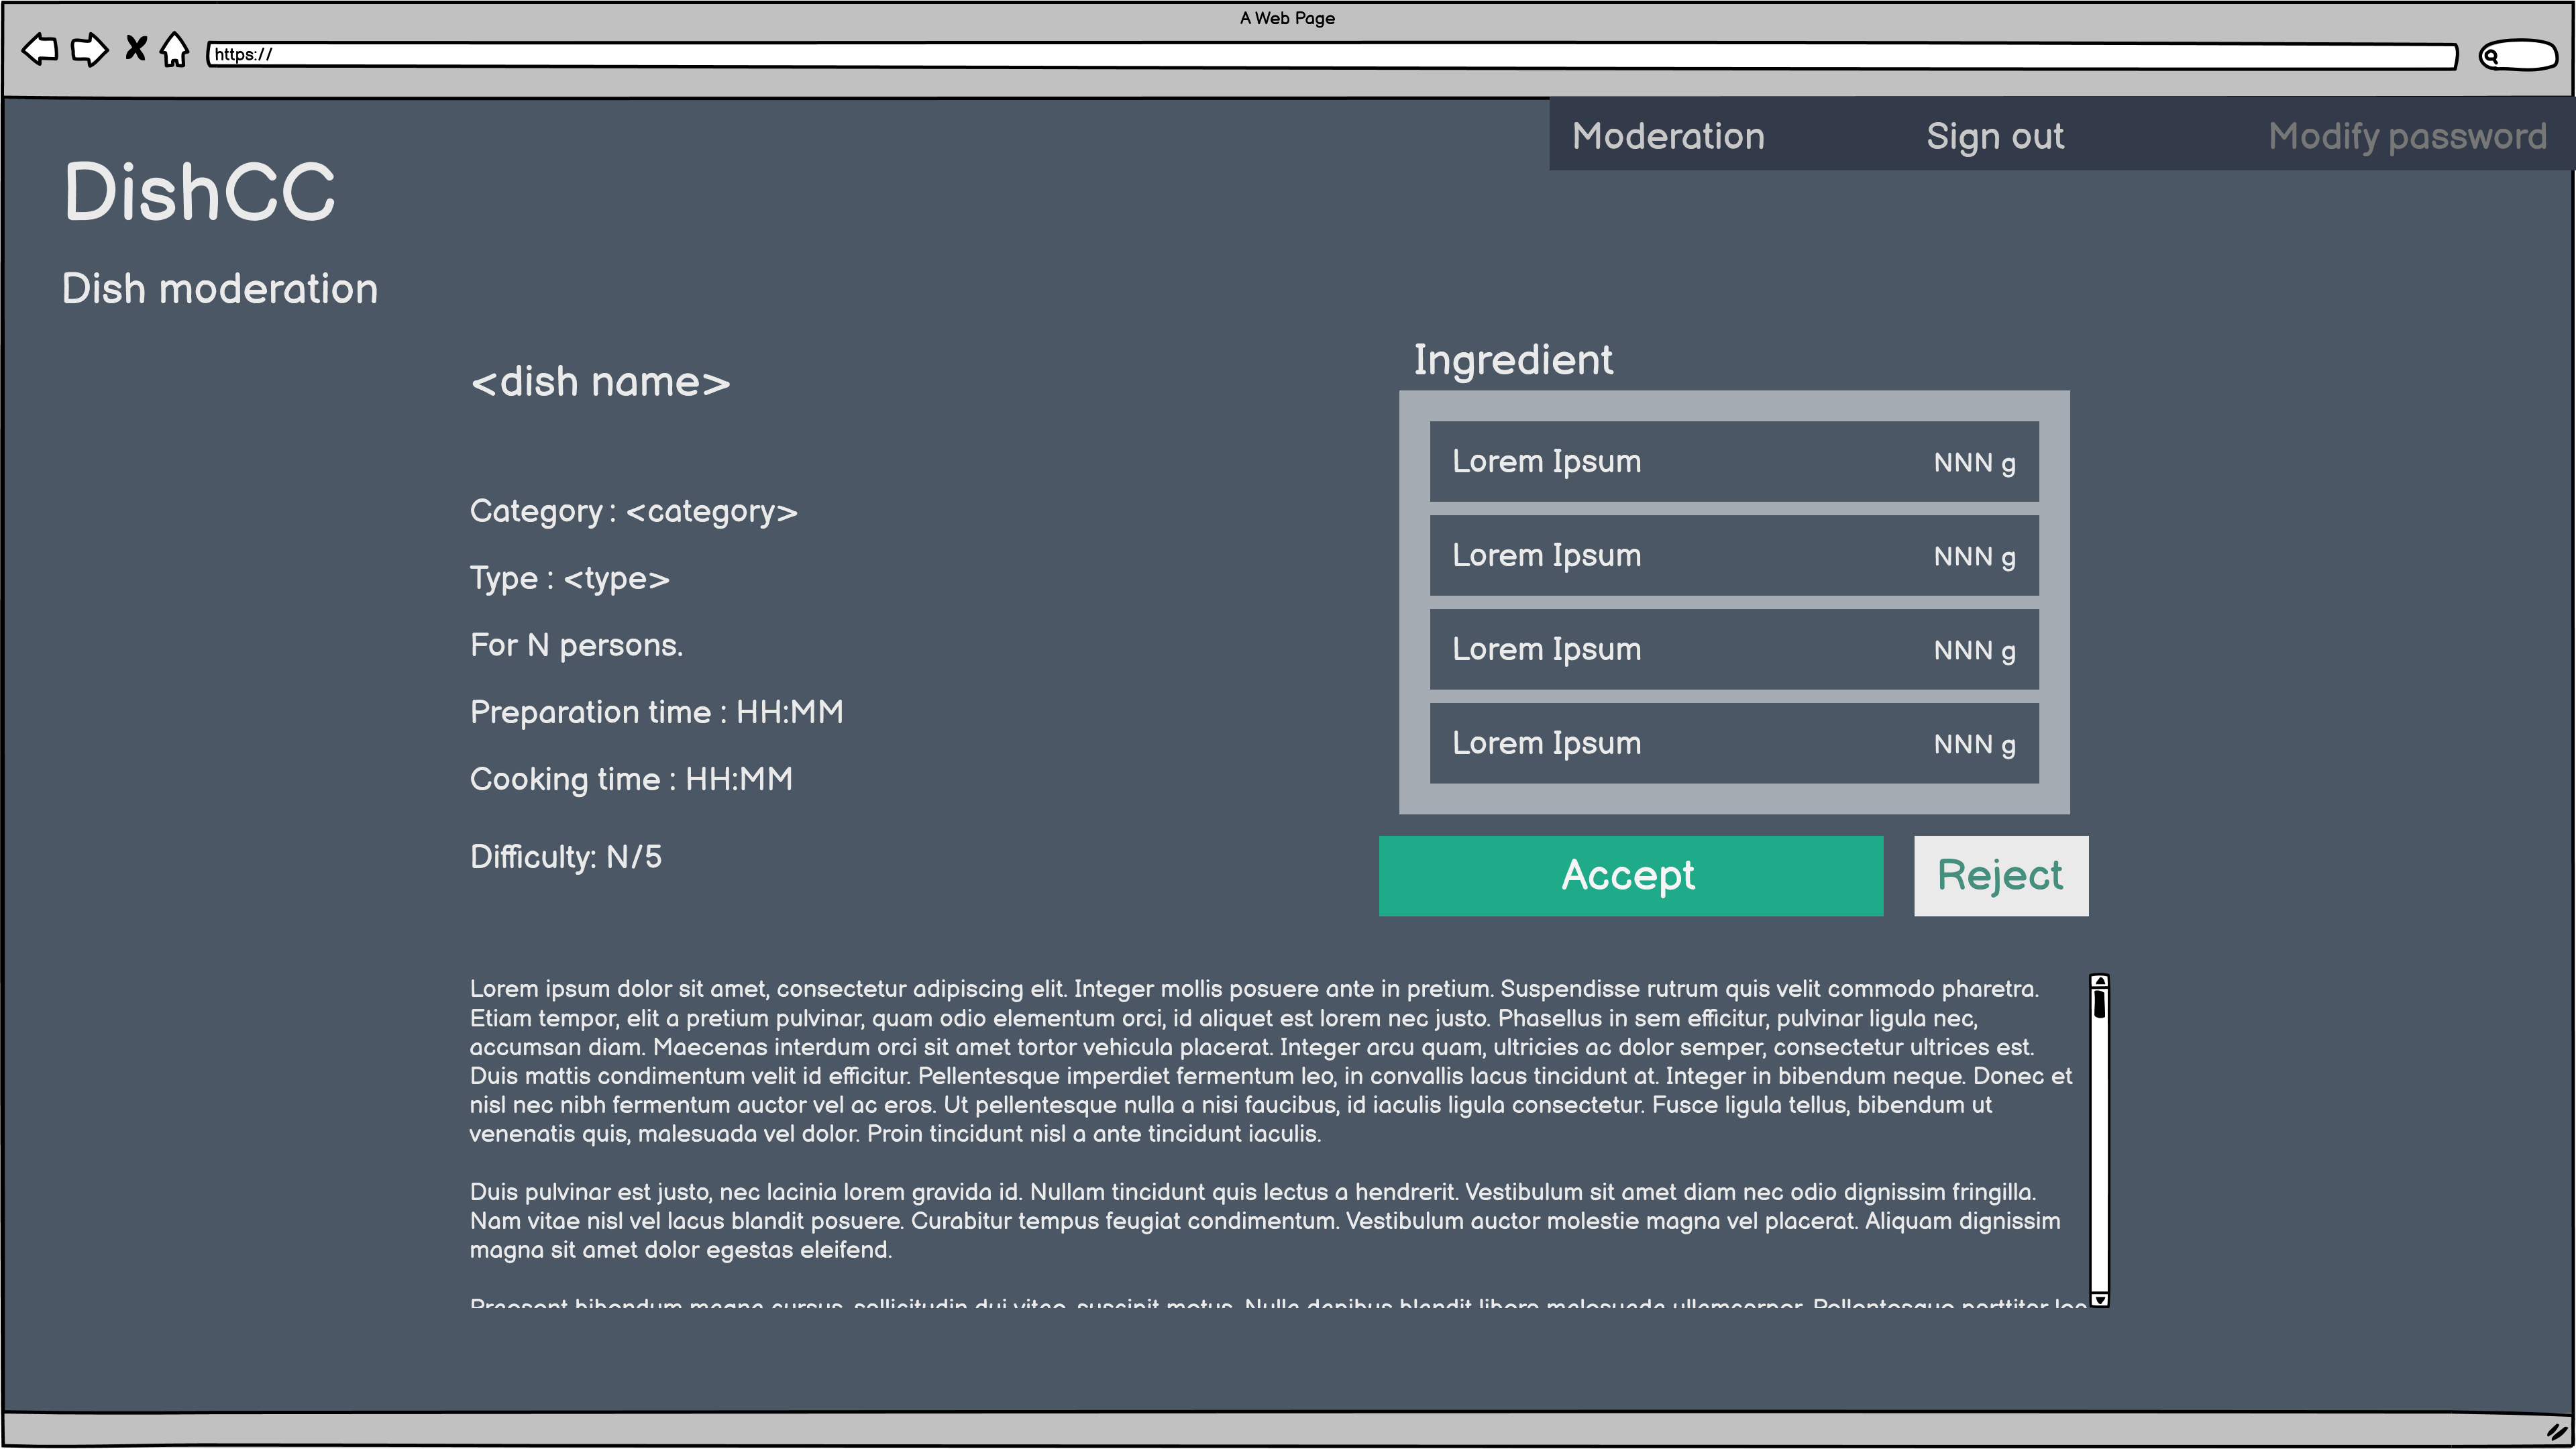 A Web Page
https://
Moderation Sign out Modify password
DishCC
Dish moderation
<dish name>
Category : <category>
Type : <type>
For N persons.
Preparation time : HH:MM
Cooking time : HH:MM
Difficulty: N/5
Ingredient
Lorem Ipsum NNN g
Lorem Ipsum NNN g
Lorem Ipsum NNN g
Lorem Ipsum NNN g
Accept Reject
Lorem ipsum dolor sit amet, consectetur adipiscing elit. Integer mollis posuere ante in pretium. Suspendisse rutrum quis velit commodo pharetra.
Etiam tempor, elit a pretium pulvinar, quam odio elementum orci, id aliquet est lorem nec justo. Phasellus in sem efficitur, pulvinar ligula nec,
accumsan diam. Maecenas interdum orci sit amet tortor vehicula placerat. Integer arcu quam, ultricies ac dolor semper, consectetur ultrices est.
Duis mattis condimentum velit id efficitur. Pellentesque imperdiet fermentum leo, in convallis lacus tincidunt at. Integer in bibendum neque. Donec et
nisl nec nibh fermentum auctor vel ac eros. Ut pellentesque nulla a nisi faucibus, id iaculis ligula consectetur. Fusce ligula tellus, bibendum ut
venenatis quis, malesuada vel dolor. Proin tincidunt nisl a ante tincidunt iaculis.
Duis pulvinar est justo, nec lacinia lorem gravida id. Nullam tincidunt quis lectus a hendrerit. Vestibulum sit amet diam nec odio dignissim fringilla.
Nam vitae nisl vel lacus blandit posuere. Curabitur tempus feugiat condimentum. Vestibulum auctor molestie magna vel placerat. Aliquam dignissim
magna sit amet dolor egestas eleifend.